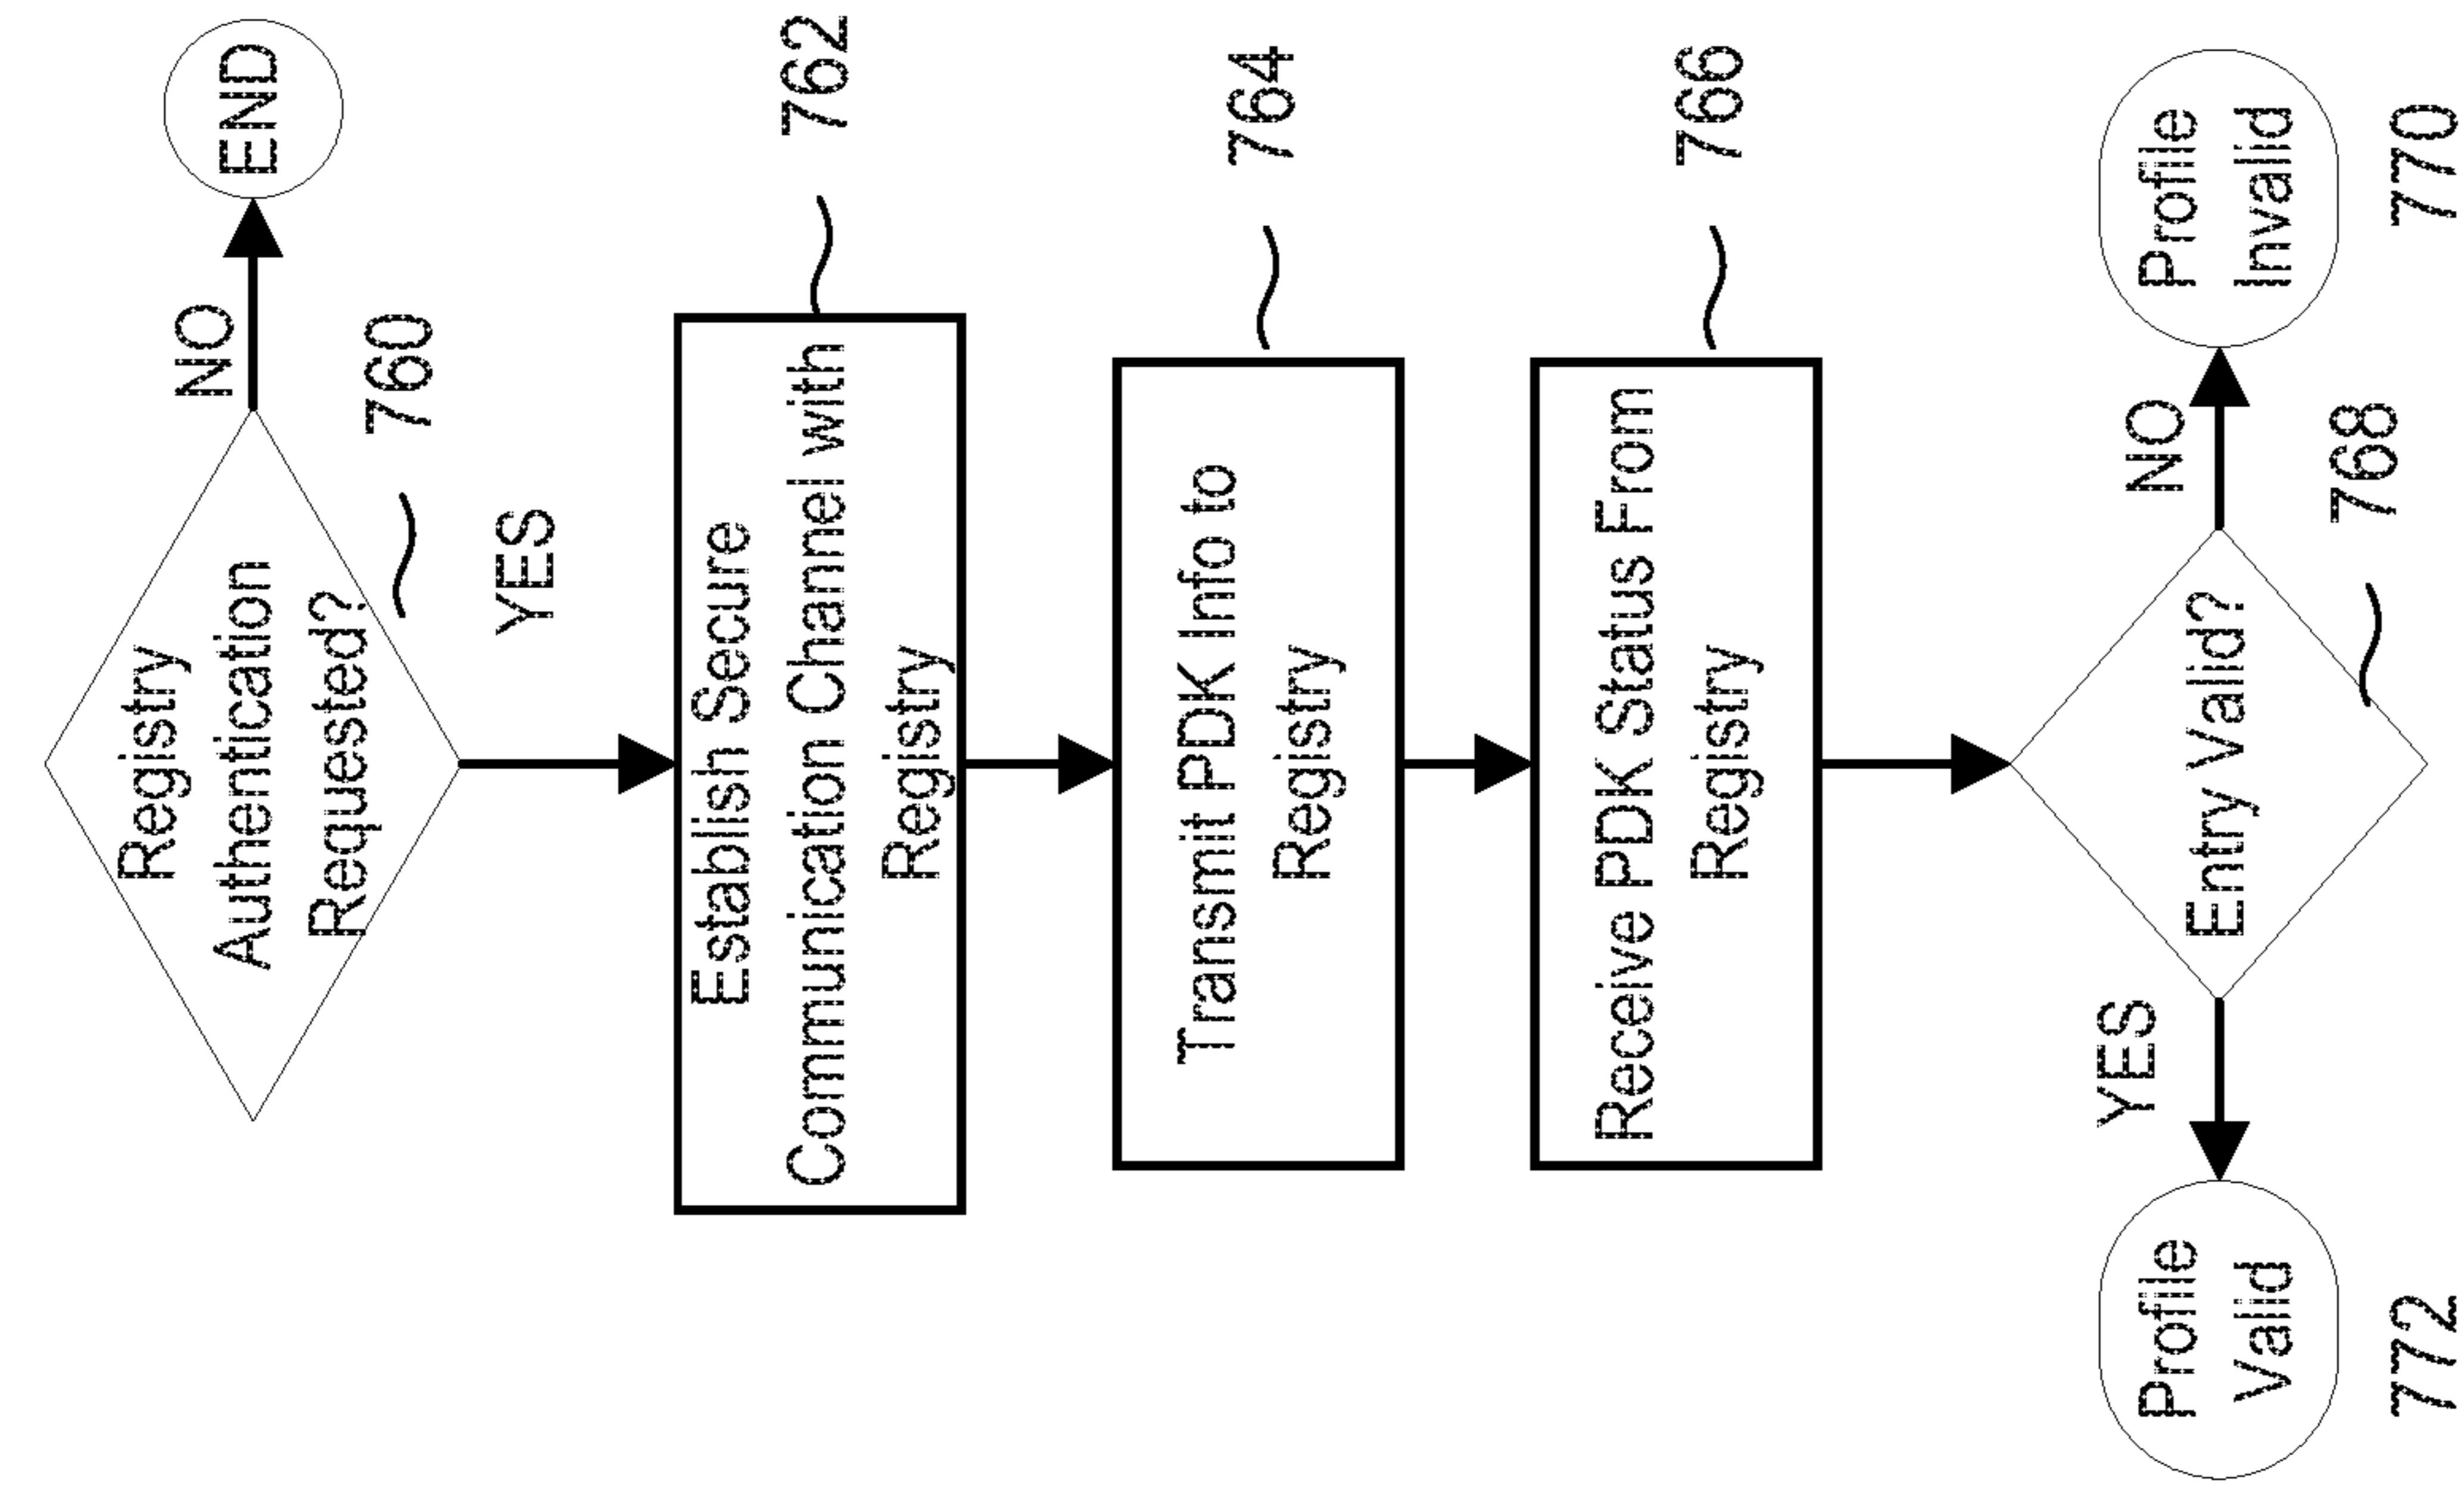 Registry
Authentication
Requested?
760
NO
END
YES
Establish Secure
Communication Channel with
Registry
762
Transmit PDK Info to
Registry
764
Receive PDK Status From
Registry
766
Entry Valid?
768
YES
NO
Profile
Valid
772
Profile
Invalid
770